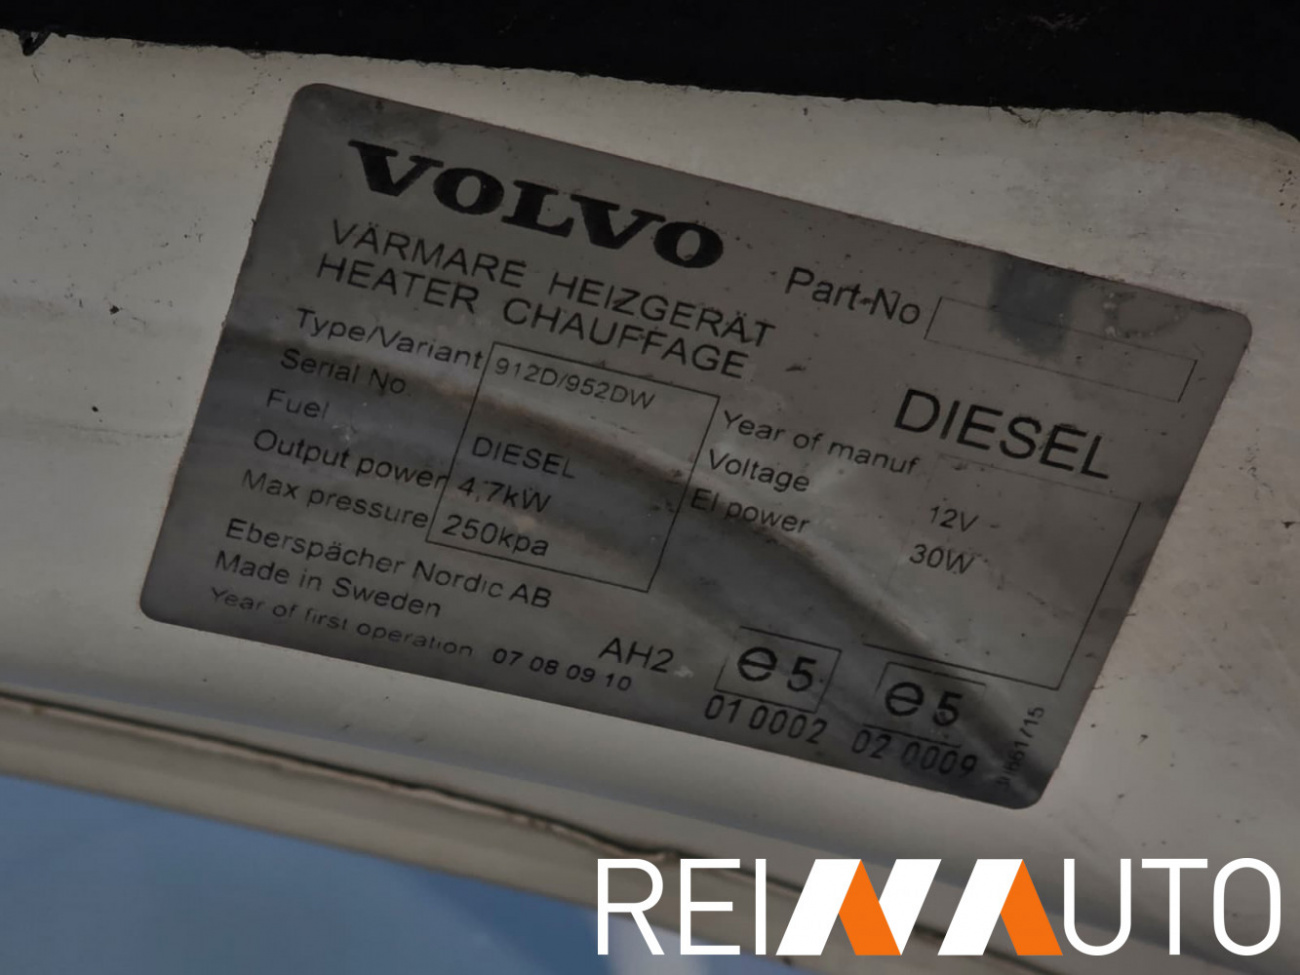 VOLVO
VÄRMARE HEIZGERÄT
HEATER CHAUFFAGE
Part-No
DIESEL
Type/Variant 912D/952DW
Serial No.
Fuel DIESEL
Output power 4,7kW
Max pressure 250kpa
Year of manuf
Voltage 12V
El power 30W
Eberspächer Nordic AB
Made in Sweden
Year of first operation 07 08 09 10
AH2
e5
01 0002
e5
02 0009
REINAUTO